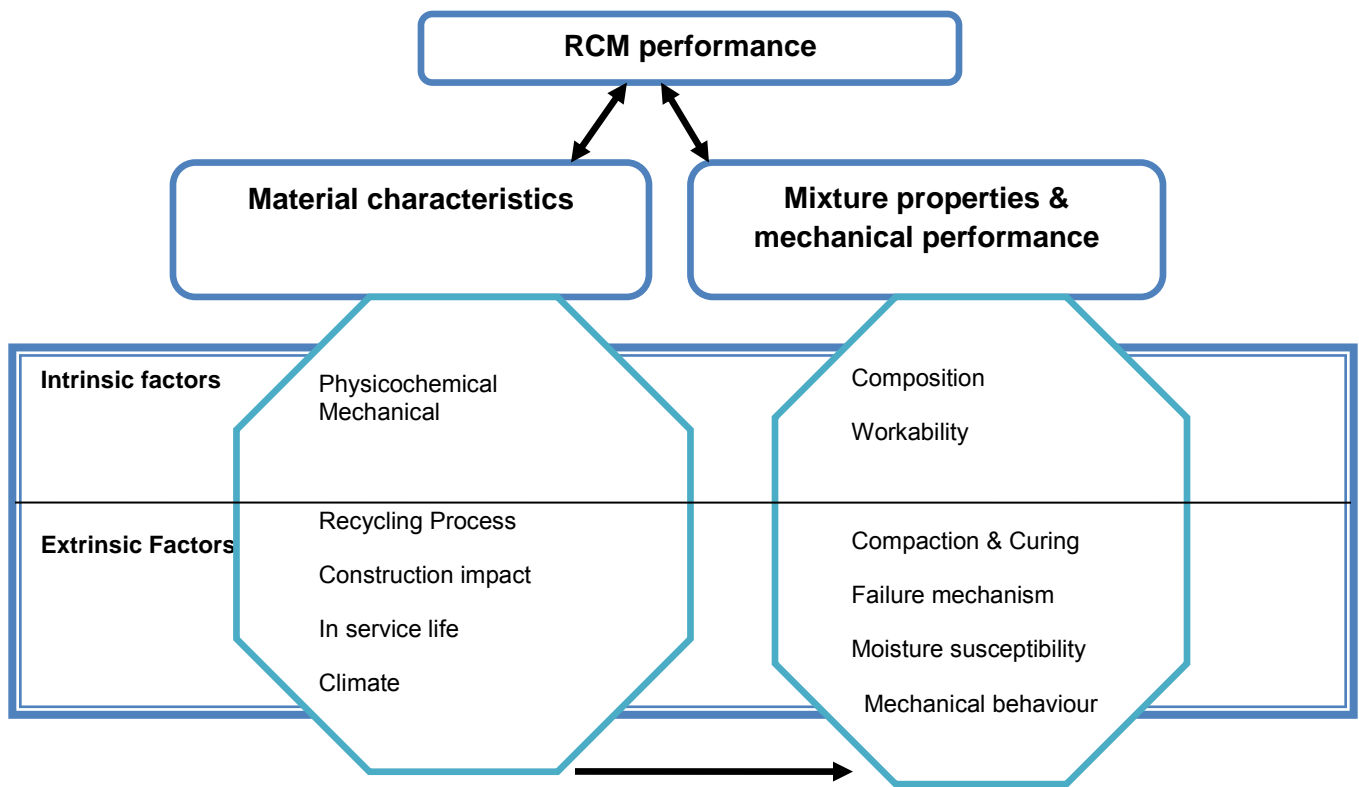 RCM performance
Material characteristics
Mixture properties &
mechanical performance
Intrinsic factors
Physicochemical
Mechanical
Composition
Workability
Extrinsic Factors
Recycling Process
Construction impact
In service life
Climate
Compaction & Curing
Failure mechanism
Moisture susceptibility
Mechanical behaviour